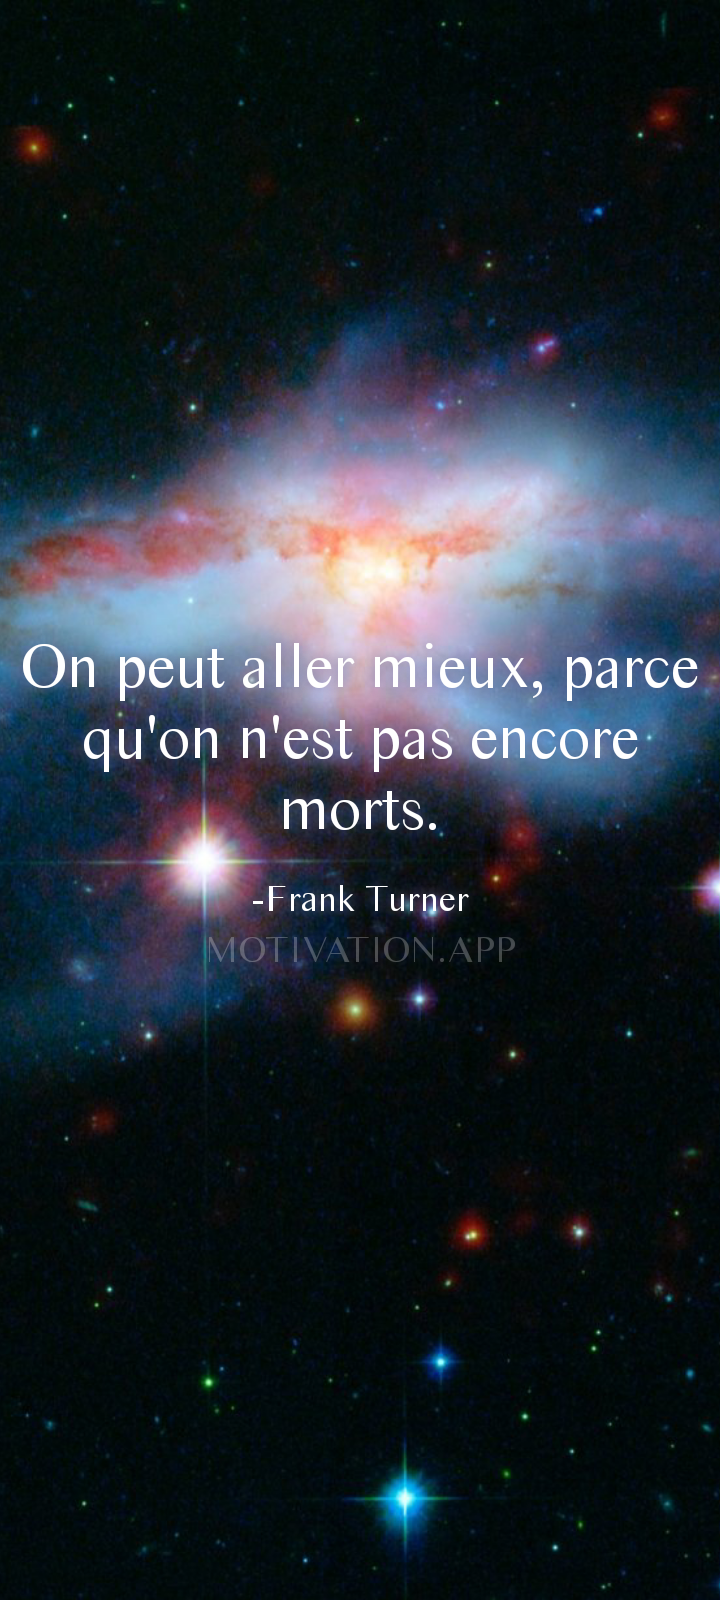 On peut aller mieux, parce
qu'on n'est pas encore
morts.
-Frank Turner
MOTIVATION.APP